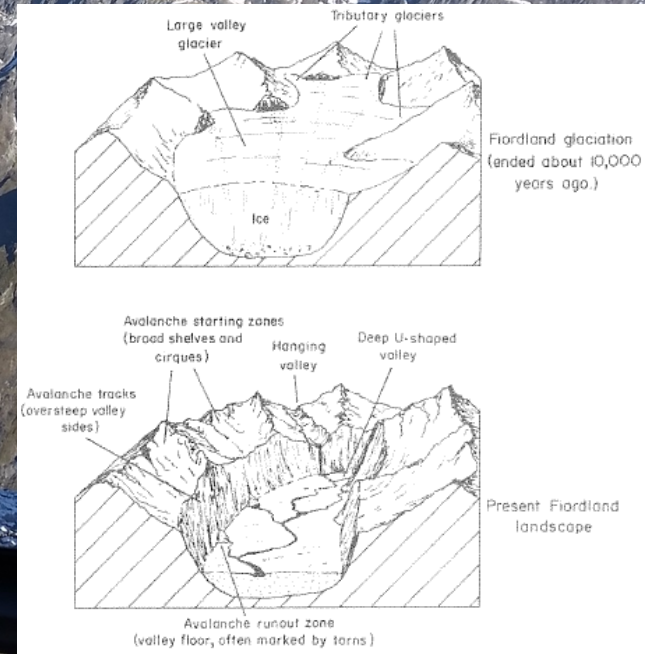 Tributary glaciers
Large valley
glacier
Fiordland glaciation
(ended about 10,000
years ago.)
Ice
Avalanche starting zones
(broad shelves and
cirques)
Hanging
valley
Deep U-shaped
valley
Avalanche tracks
(oversteep valley
sides)
Present Fiordland
landscape
Avalanche runout zone
(valley floor, often marked by tarns)